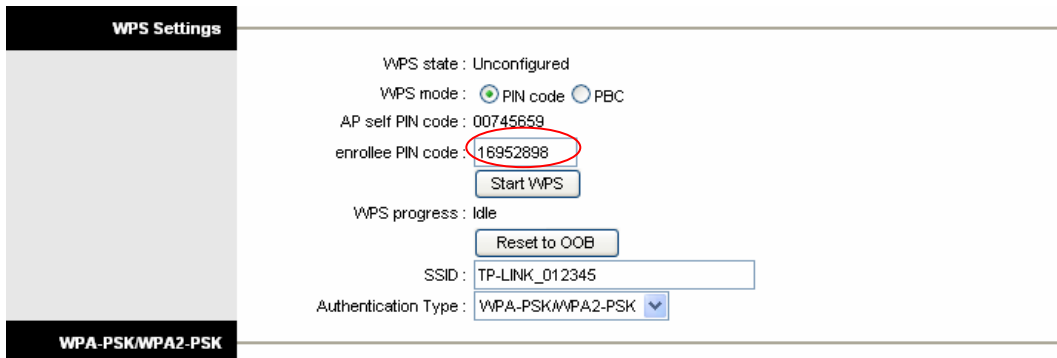 WPS Settings
WPS state : Unconfigured
WPS mode : PIN code PBC
AP self PIN code : 00745659
enrollee PIN code : 16952898
Start WPS
WPS progress : Idle
Reset to OOB
SSID : TP-LINK_012345
Authentication Type : WPA-PSK/WPA2-PSK
WPA-PSK/WPA2-PSK